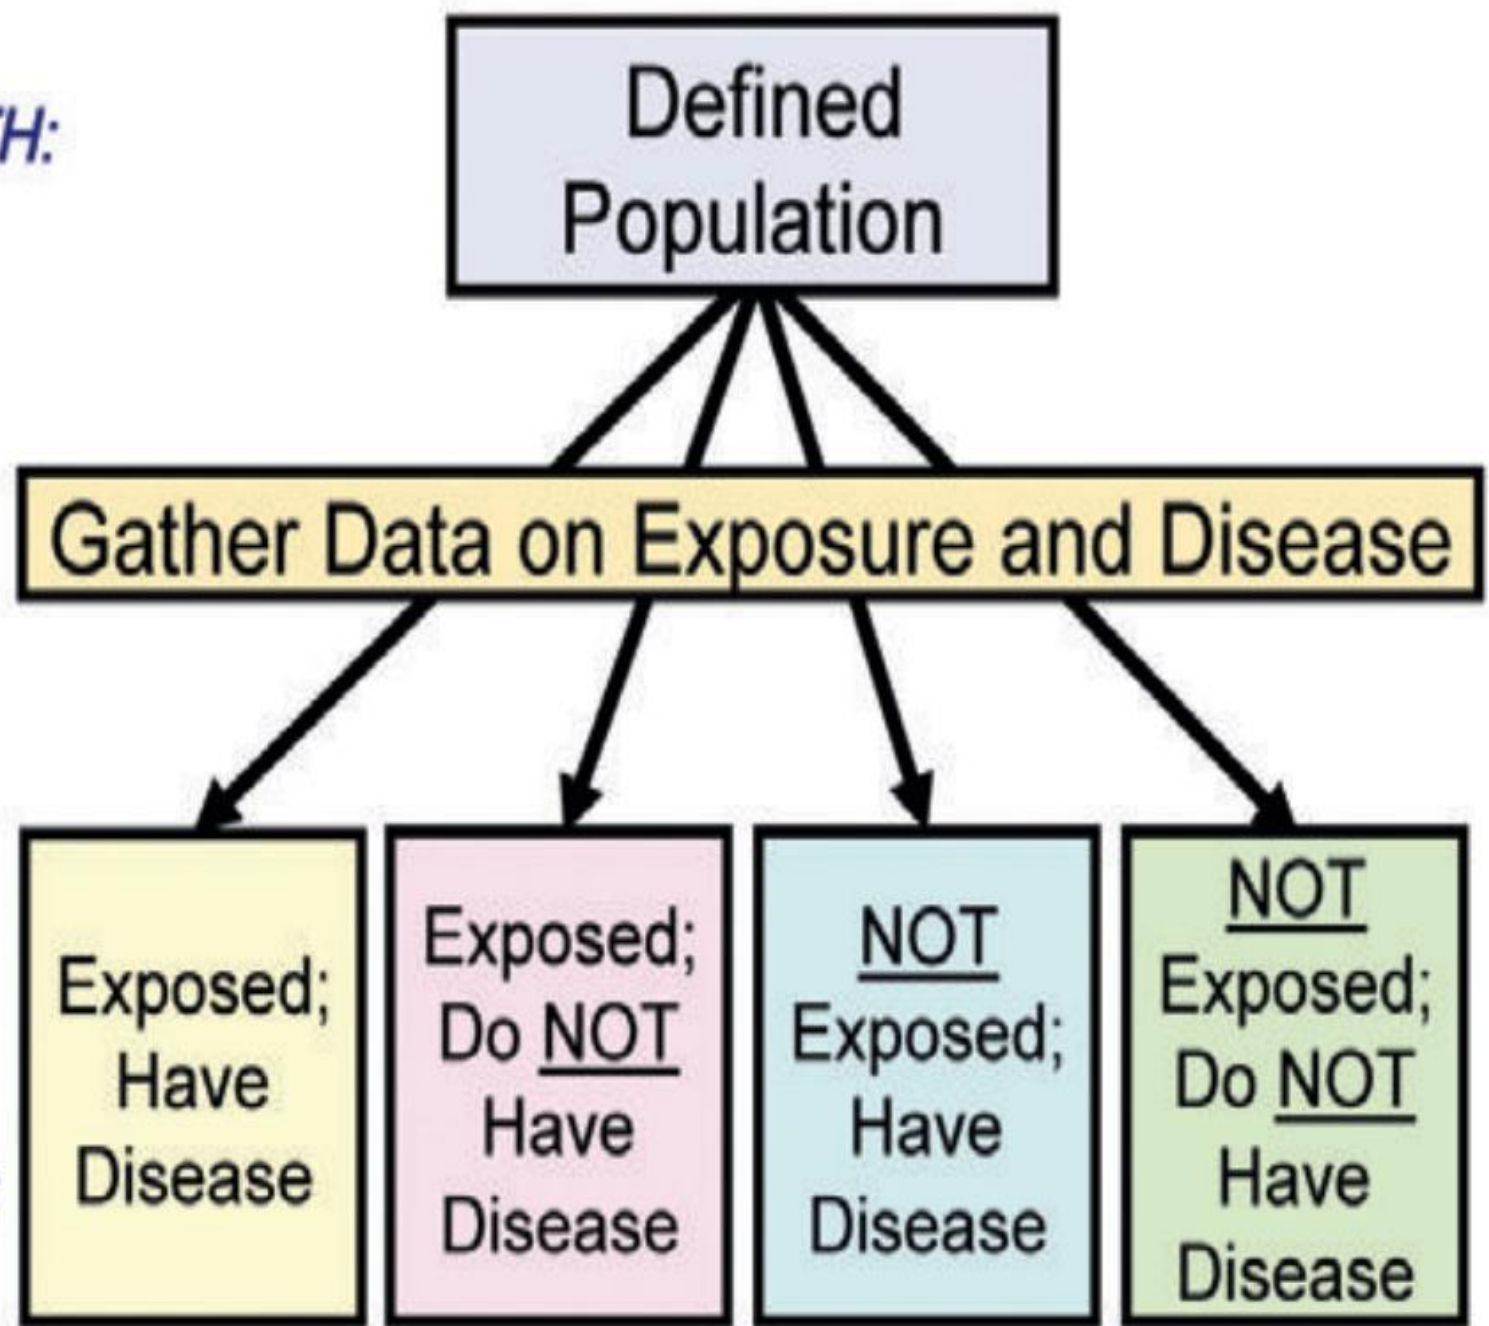 TH:
Defined
Population
Gather Data on Exposure and Disease
Exposed;
Have
Disease
Exposed;
Do NOT
Have
Disease
NOT
Exposed;
Have
Disease
NOT
Exposed;
Do NOT
Have
Disease